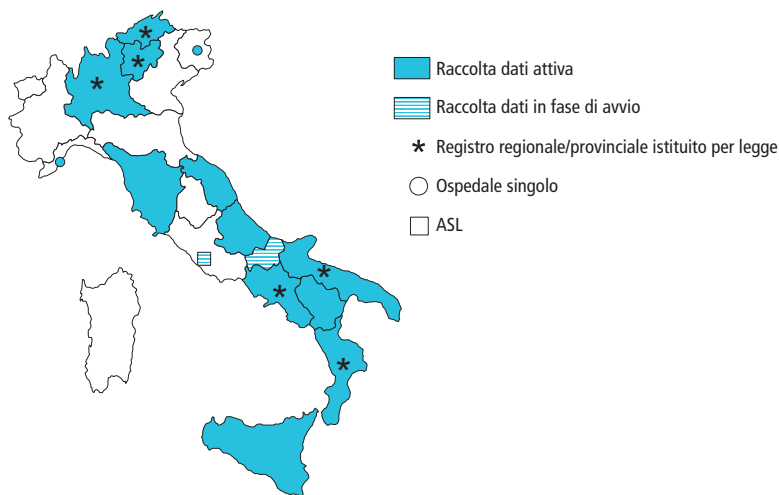 Raccolta dati attiva
Raccolta dati in fase di avvio
* Registro regionale/provinciale istituito per legge
Ospedale singolo
ASL